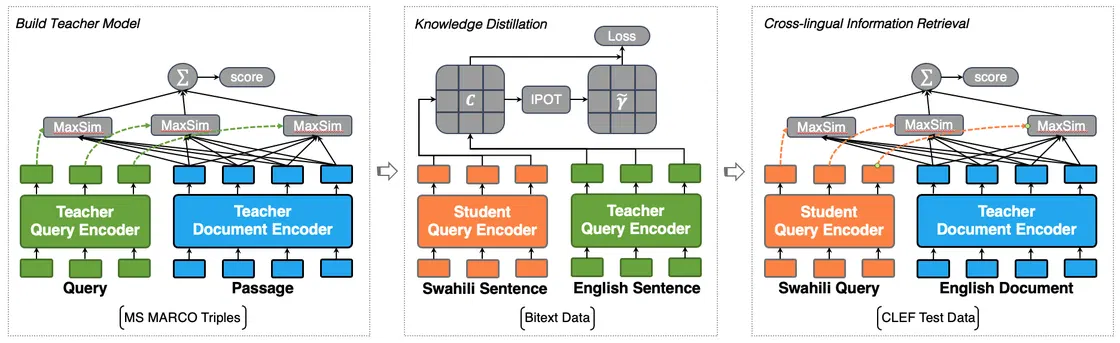 Build Teacher Model
∑
score
MaxSim
MaxSim
MaxSim
Teacher
Query Encoder
Teacher
Document Encoder
Query
Passage
MS MARCO Triples
Knowledge Distillation
Loss
C
IPOT
γ̃
Student
Query Encoder
Teacher
Query Encoder
Swahili Sentence
English Sentence
Bitext Data
Cross-lingual Information Retrieval
∑
score
MaxSim
MaxSim
MaxSim
Student
Query Encoder
Teacher
Document Encoder
Swahili Query
English Document
CLEF Test Data